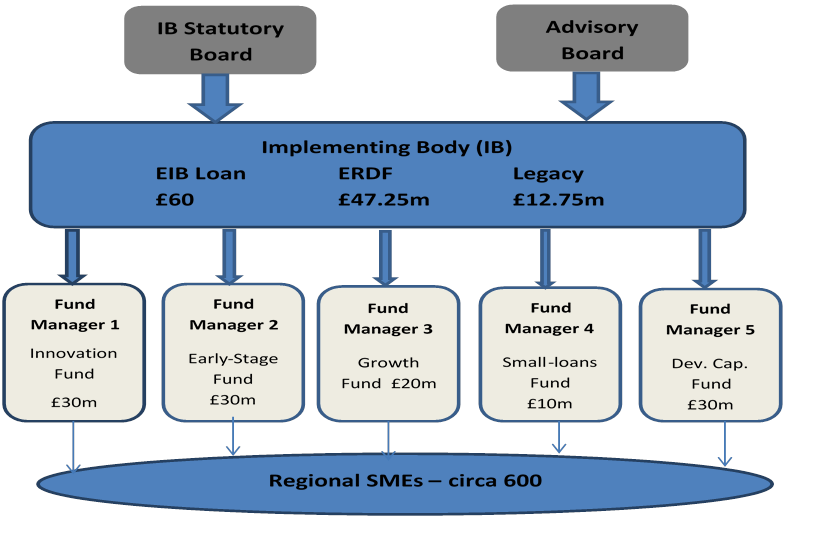 IB Statutory
Board
Advisory
Board
Implementing Body (IB)
EIB Loan ERDF Legacy
£60 £47.25m £12.75m
Fund
Manager 1
Innovation
Fund
£30m
Fund
Manager 2
Early-Stage
Fund
£30m
Fund
Manager 3
Growth
Fund £20m
Fund
Manager 4
Small-loans
Fund
£10m
Fund
Manager 5
Dev. Cap.
Fund
£30m
Regional SMEs – circa 600